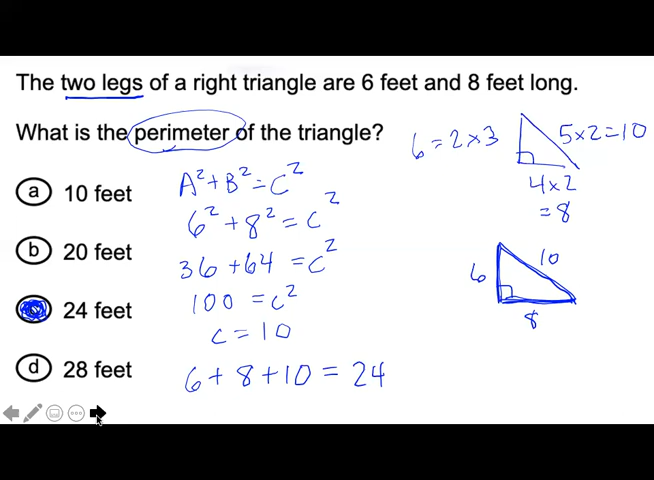 The two legs of a right triangle are 6 feet and 8 feet long.
What is the perimeter of the triangle?
6 = 2 x 3
5 x 2 = 10
4 x 2
= 8
a 10 feet
A² + B² = C²
6² + 8² = C²
b 20 feet
36 + 64 = C²
100 = C²
24 feet
C = 10
d 28 feet
6 + 8 + 10 = 24
6
10
8